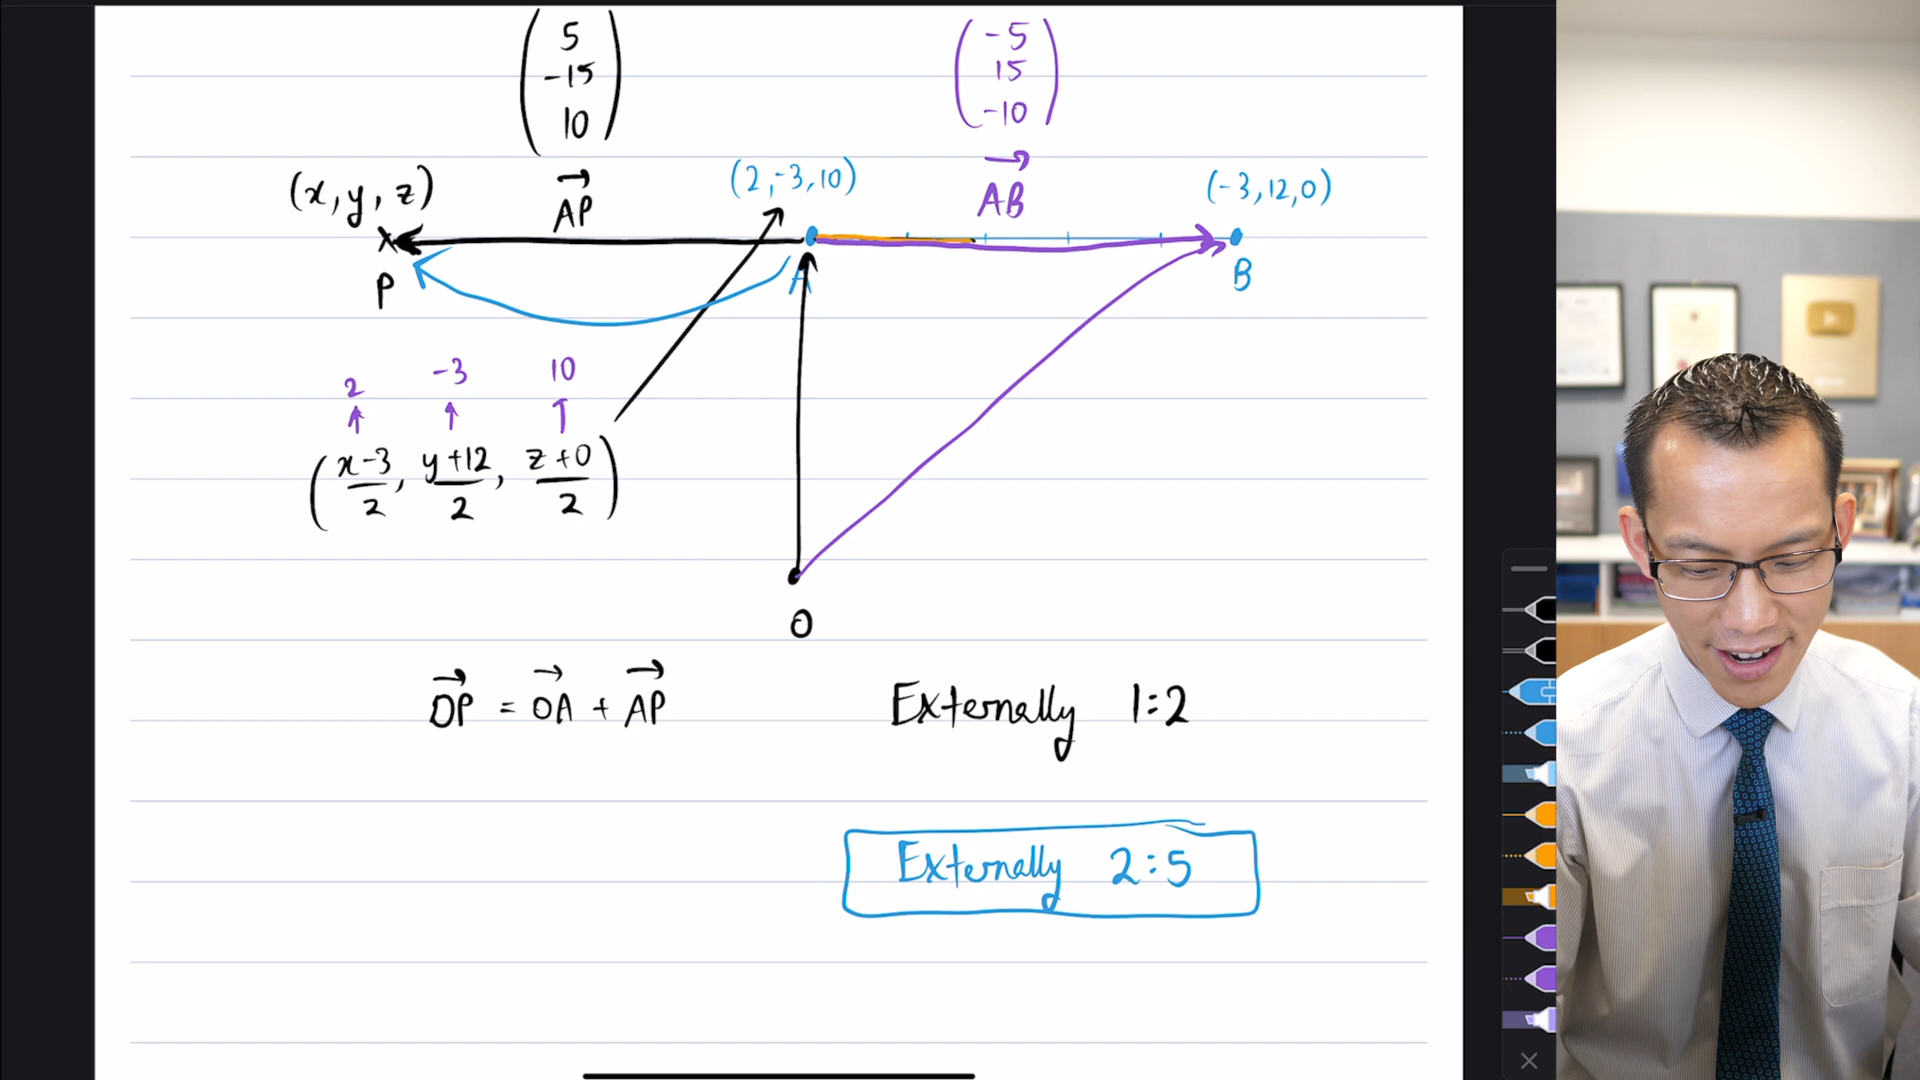 5
-15
10
-5
15
-10
(x, y, z)
AP
(2, -3, 10)
AB
(-3, 12, 0)
P
A
B
2 -3 10
(x-3/2, y+12/2, z+0/2)
O
OP = OA + AP
Externally 1:2
Externally 2:5